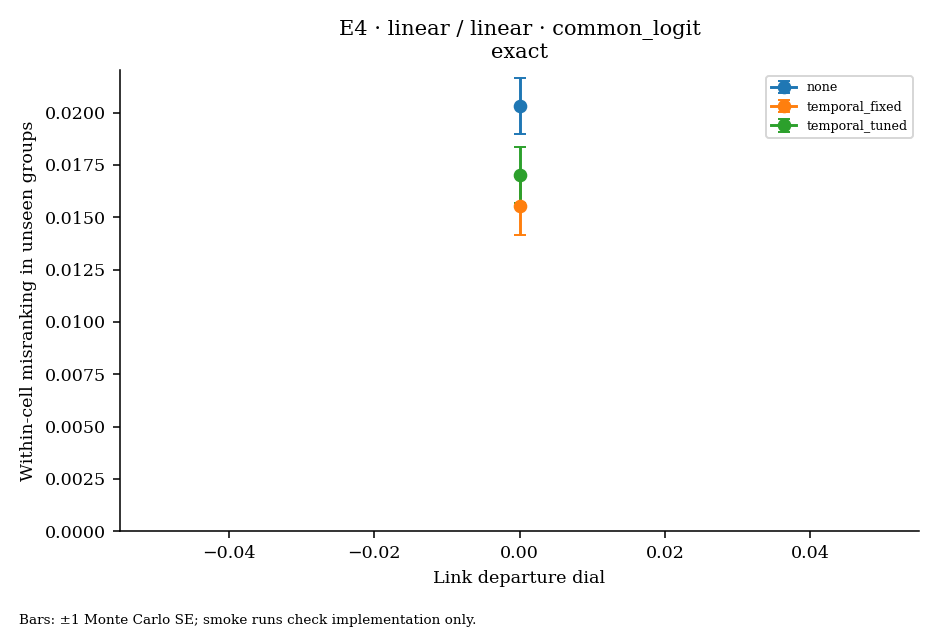 E4 · linear / linear · common_logit
exact
none
temporal_fixed
temporal_tuned
Within-cell misranking in unseen groups
0.0200
0.0175
0.0150
0.0125
0.0100
0.0075
0.0050
0.0025
0.0000
−0.04
−0.02
0.00
0.02
0.04
Link departure dial
Bars: ±1 Monte Carlo SE; smoke runs check implementation only.